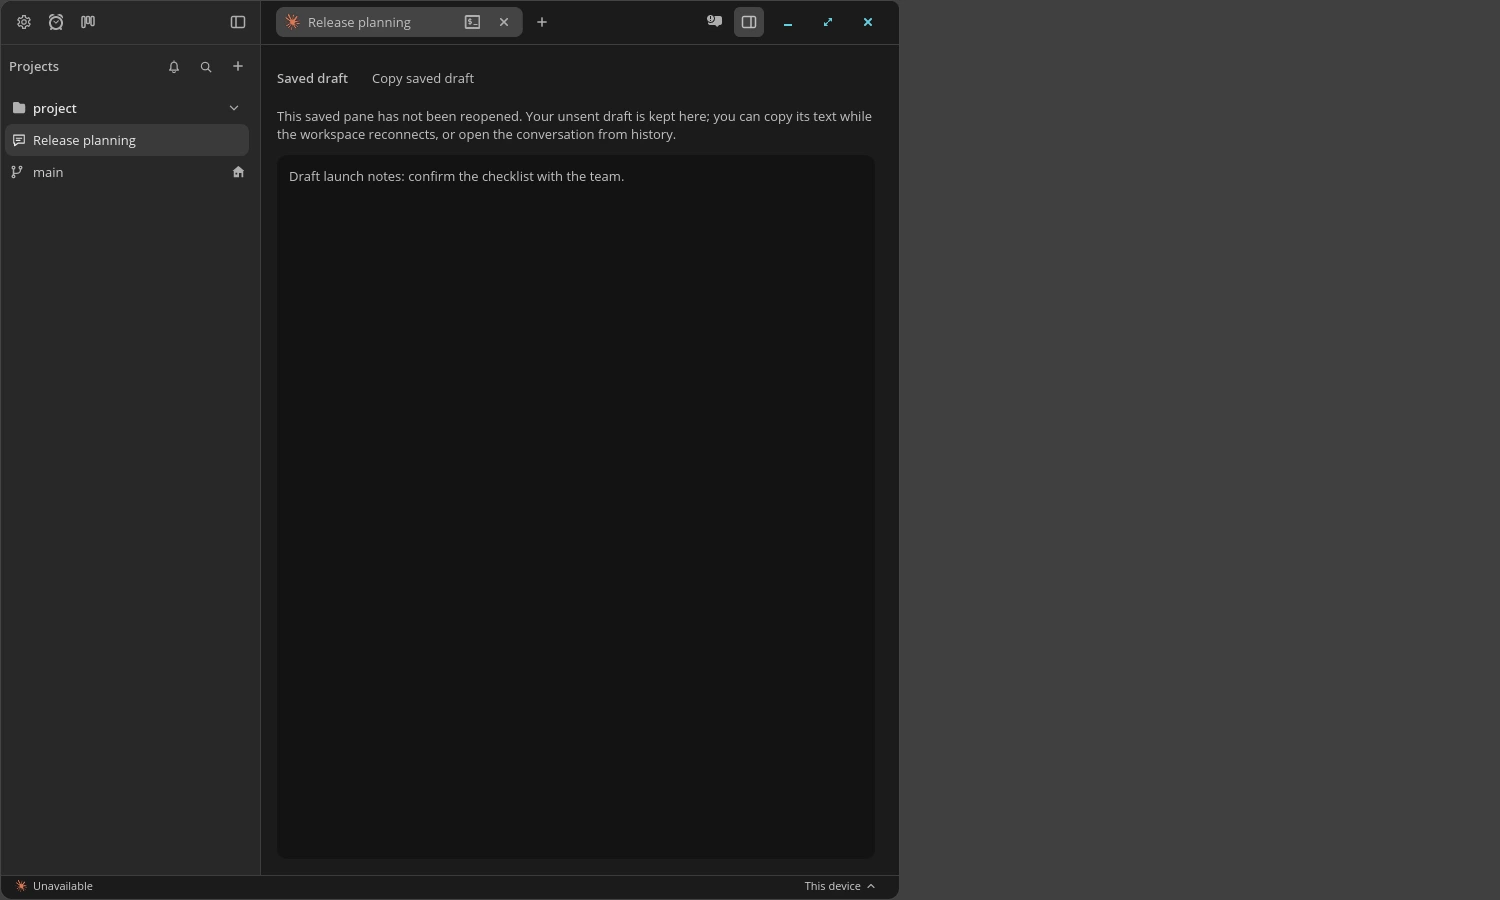 Release planning
Projects
project
Release planning
main
Saved draft
Copy saved draft
This saved pane has not been reopened. Your unsent draft is kept here; you can copy its text while
the workspace reconnects, or open the conversation from history.
Draft launch notes: confirm the checklist with the team.
Unavailable
This device